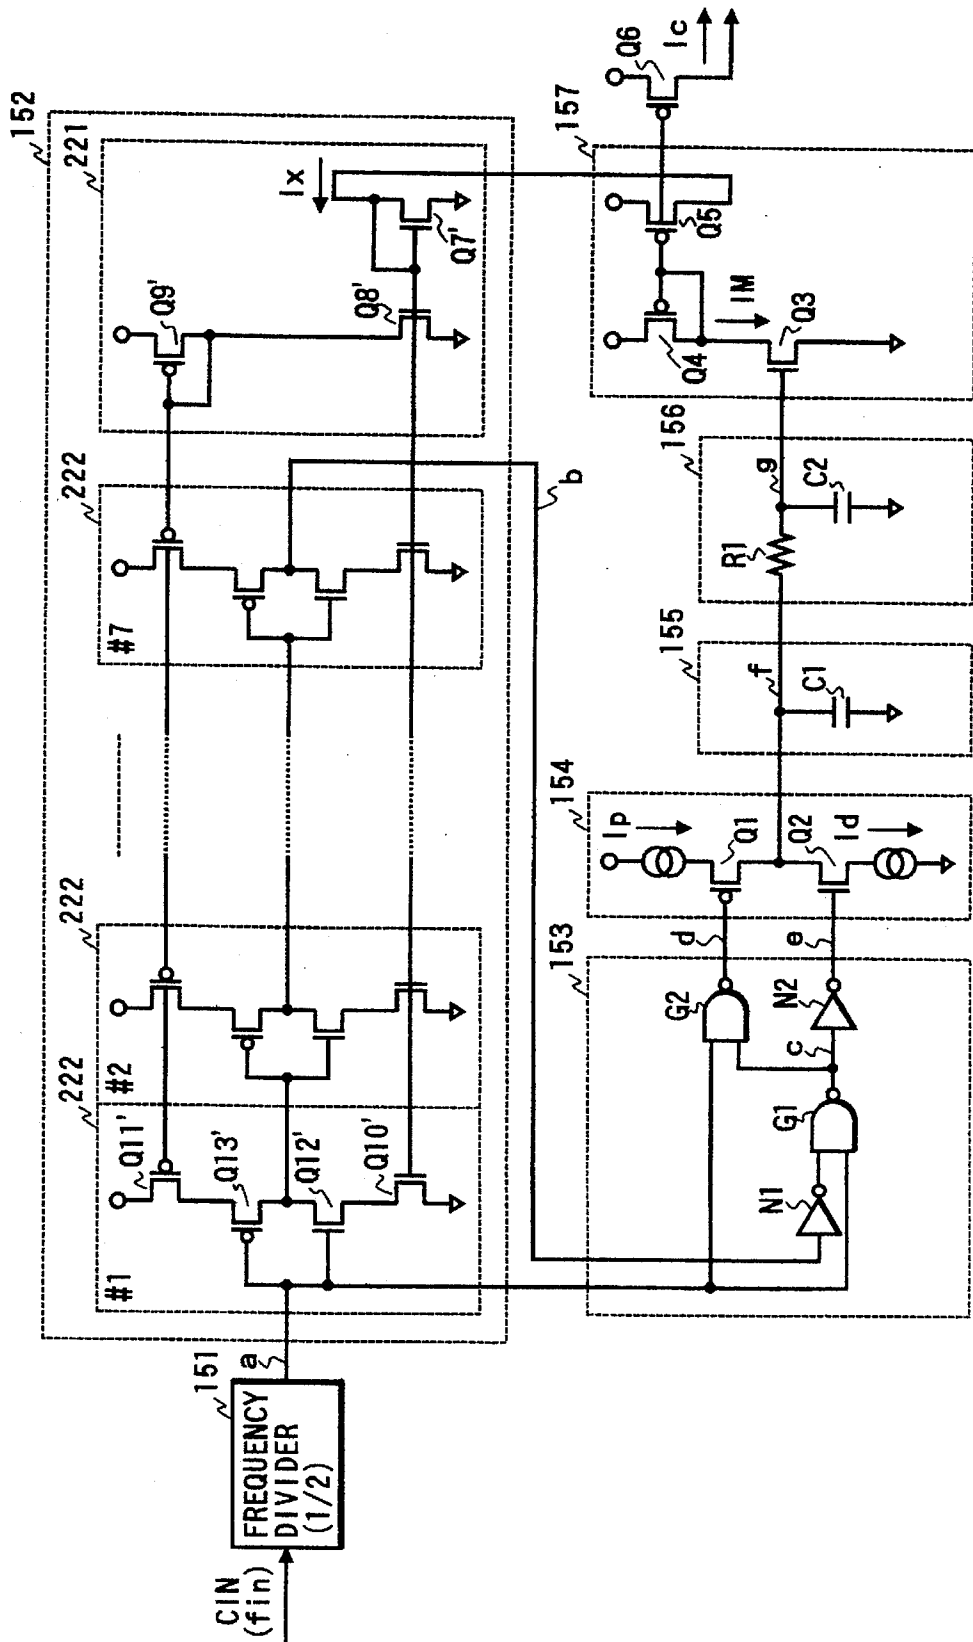 CIN
(fin)
FREQUENCY
DIVIDER
(1/2)
151
a
152
#1
222
Q11'
Q13'
Q12'
Q10'
#2
222
#7
222
221
Q9'
Q8'
Q7'
Ix
b
153
N1
G1
G2
c
N2
d
e
154
Ip
Q1
Q2
Id
155
f
C1
156
R1
g
C2
157
Q4
IM
Q3
Q5
Q6
Ic